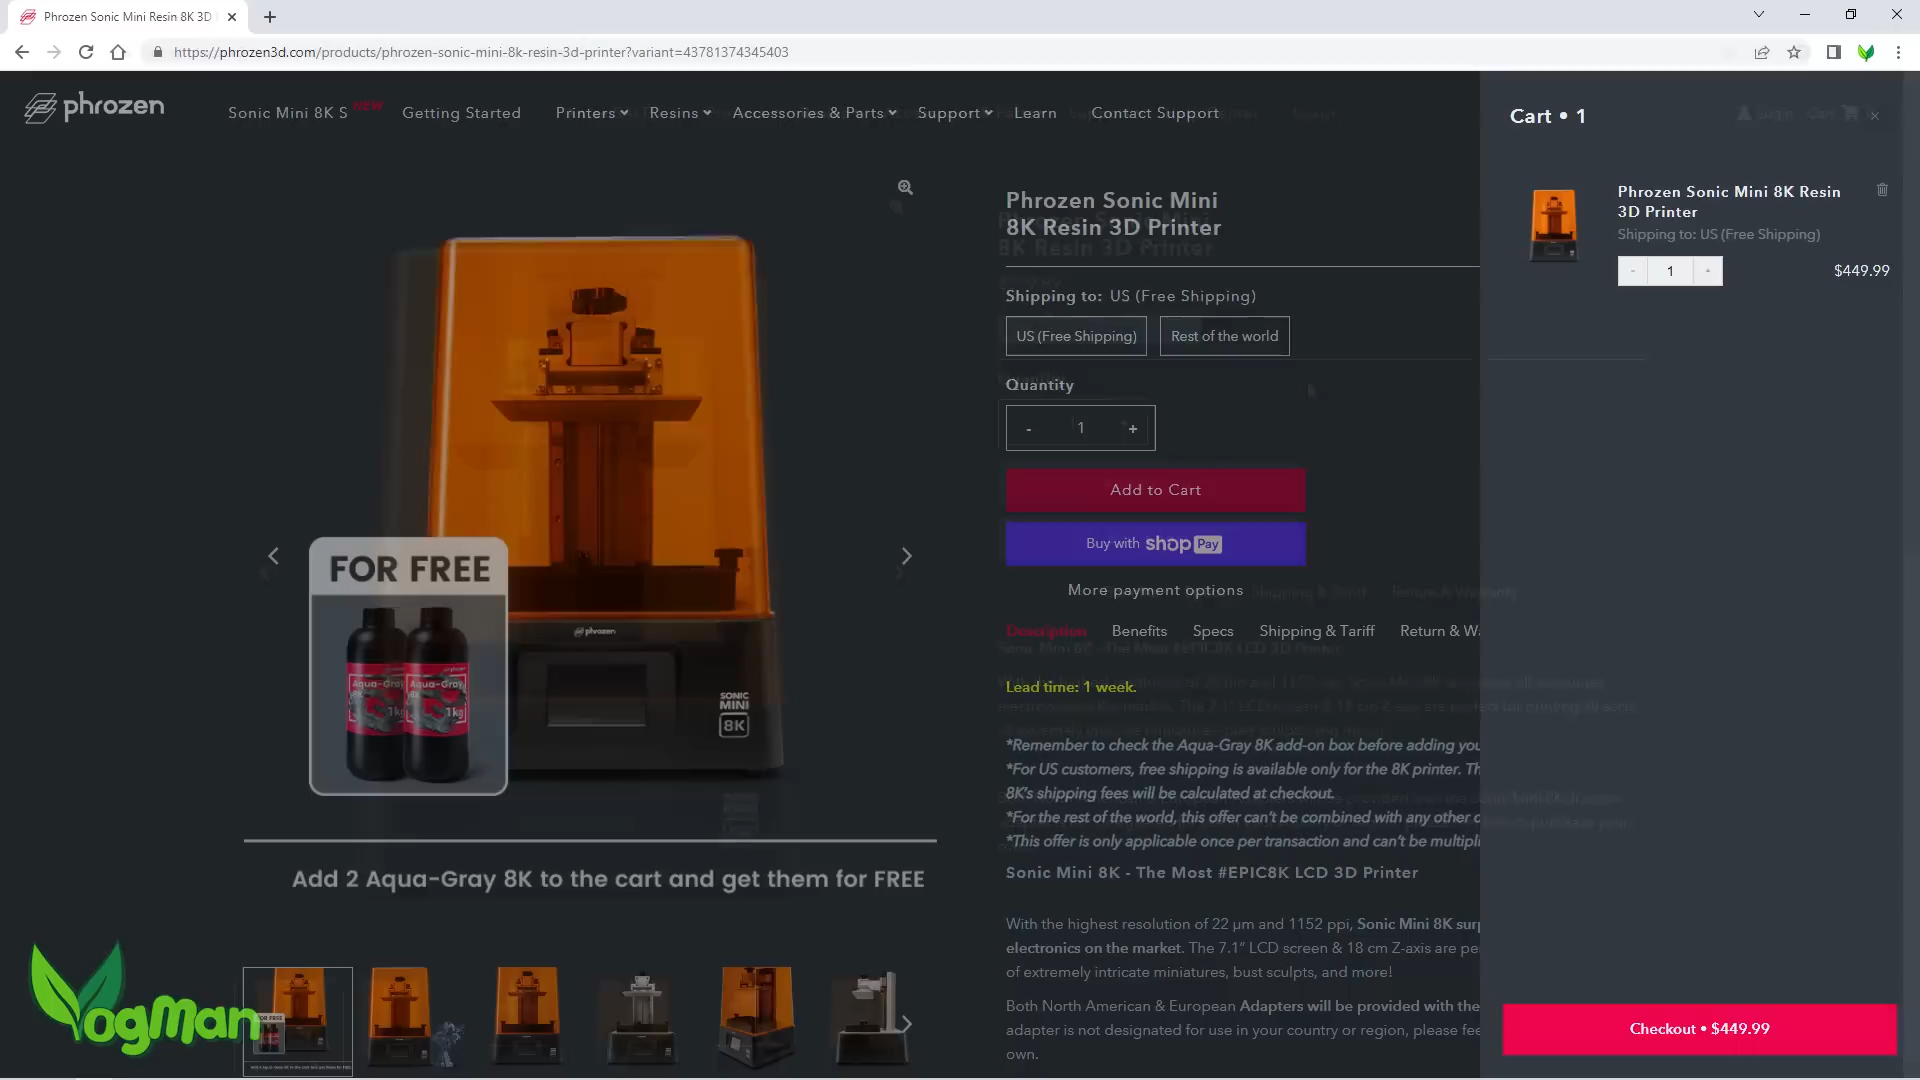 Phrozen Sonic Mini Resin 8K 3D
https://phrozen3d.com/products/phrozen-sonic-mini-8k-resin-3d-printer?variant=43781374345403
phrozen
Sonic Mini 8K S NEW
Getting Started
Printers
Resins
Accessories & Parts
Support
Learn
Contact Support
Cart • 1
Phrozen Sonic Mini 8K Resin
3D Printer
Shipping to: US (Free Shipping)
- 1 +
$449.99
Phrozen Sonic Mini
8K Resin 3D Printer
Shipping to: US (Free Shipping)
US (Free Shipping)
Rest of the world
Quantity
- 1 +
Add to Cart
Buy with shop Pay
More payment options
Description
Benefits
Specs
Shipping & Tariff
Return & Wa
Lead time: 1 week.
*Remember to check the Aqua-Gray 8K add-on box before adding you
*For US customers, free shipping is available only for the 8K printer. Th
8K's shipping fees will be calculated at checkout.
*For the rest of the world, this offer can't be combined with any other
*This offer is only applicable once per transaction and can't be multipli
Sonic Mini 8K - The Most #EPIC8K LCD 3D Printer
With the highest resolution of 22 μm and 1152 ppi, Sonic Mini 8K surp
electronics on the market. The 7.1" LCD screen & 18 cm Z-axis are pe
of extremely intricate miniatures, bust sculpts, and more!
Both North American & European Adapters will be provided with the
adapter is not designated for use in your country or region, please fee
own.
FOR FREE
phrozen
Aqua-Gray
8K
1kg
SONIC
MINI
8K
Add 2 Aqua-Gray 8K to the cart and get them for FREE
YogMan
Checkout • $449.99